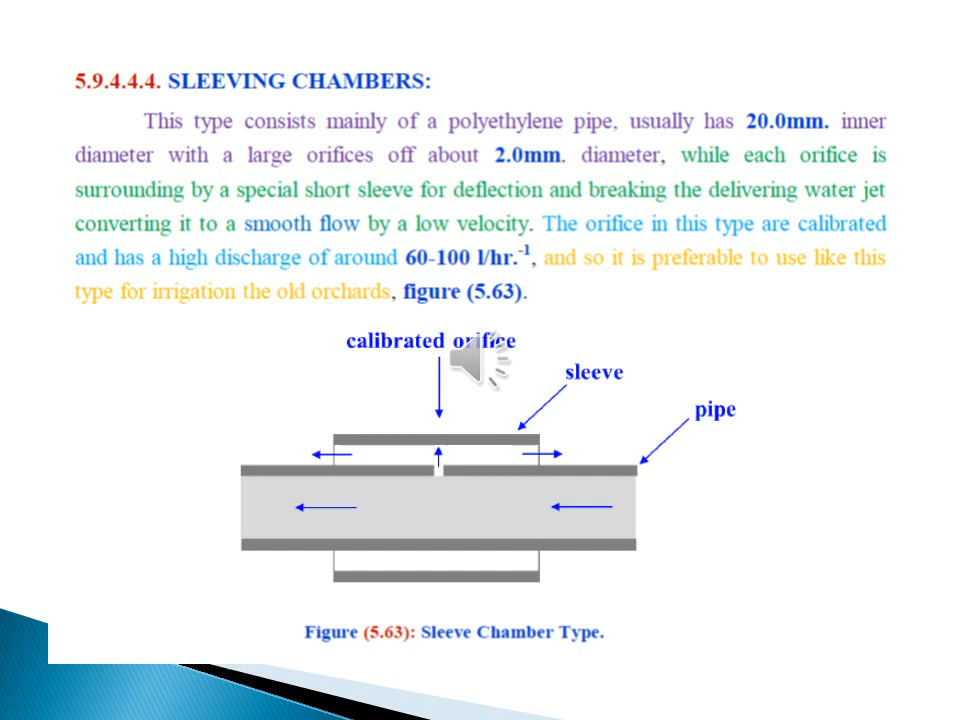 5.9.4.4.4. SLEEVING CHAMBERS:
This type consists mainly of a polyethylene pipe, usually has 20.0mm. inner
diameter with a large orifices off about 2.0mm. diameter, while each orifice is
surrounding by a special short sleeve for deflection and breaking the delivering water jet
converting it to a smooth flow by a low velocity. The orifice in this type are calibrated
and has a high discharge of around 60-100 l/hr.⁻¹, and so it is preferable to use like this
type for irrigation the old orchards, figure (5.63).
calibrated orifice
sleeve
pipe
Figure (5.63): Sleeve Chamber Type.